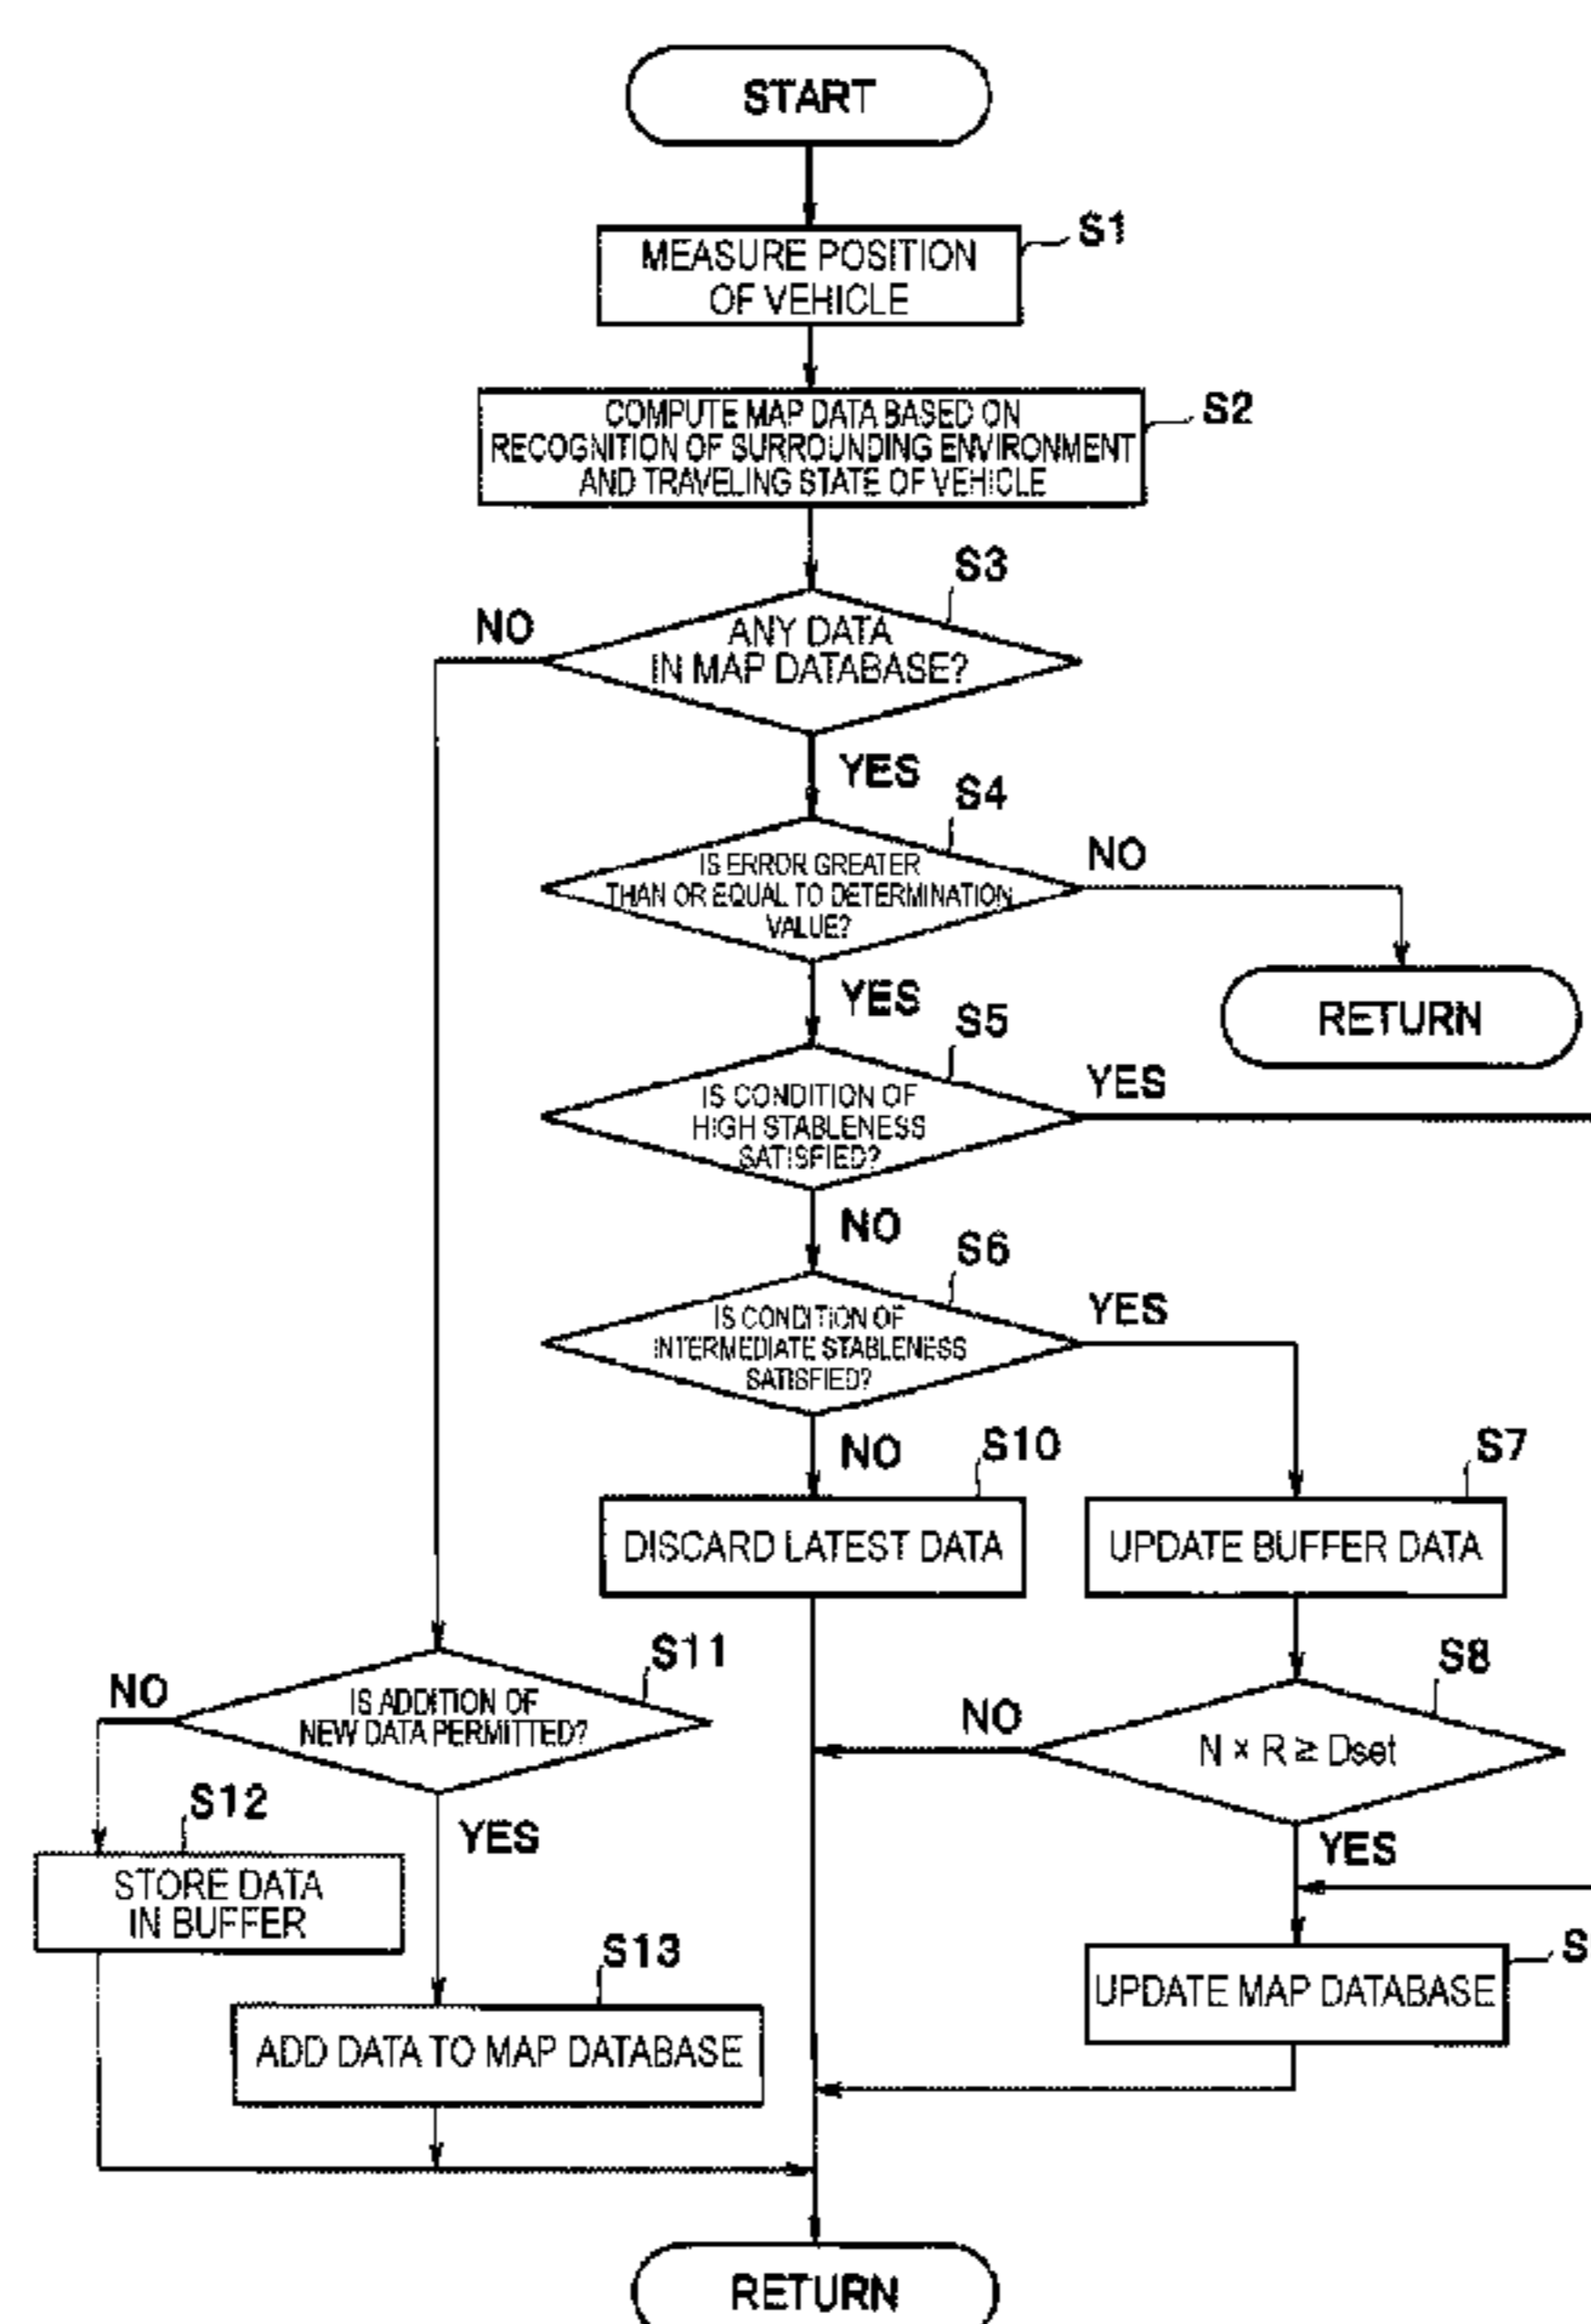 START
S1
MEASURE POSITION
OF VEHICLE
S2
COMPUTE MAP DATA BASED ON
RECOGNITION OF SURROUNDING ENVIRONMENT
AND TRAVELING STATE OF VEHICLE
S3
NO
ANY DATA
IN MAP DATABASE?
YES
S4
NO
IS ERROR GREATER
THAN OR EQUAL TO DETERMINATION
VALUE?
YES
RETURN
S5
YES
IS CONDITION OF
HIGH STABLENESS
SATISFIED?
NO
S6
YES
IS CONDITION OF
INTERMEDIATE STABLENESS
SATISFIED?
NO
S10
S7
DISCARD LATEST DATA
UPDATE BUFFER DATA
S11
S8
NO
IS ADDITION OF
NEW DATA PERMITTED?
NO
N × R ≥ Dset
S12
YES
YES
STORE DATA
IN BUFFER
S13
S
UPDATE MAP DATABASE
ADD DATA TO MAP DATABASE
RETURN